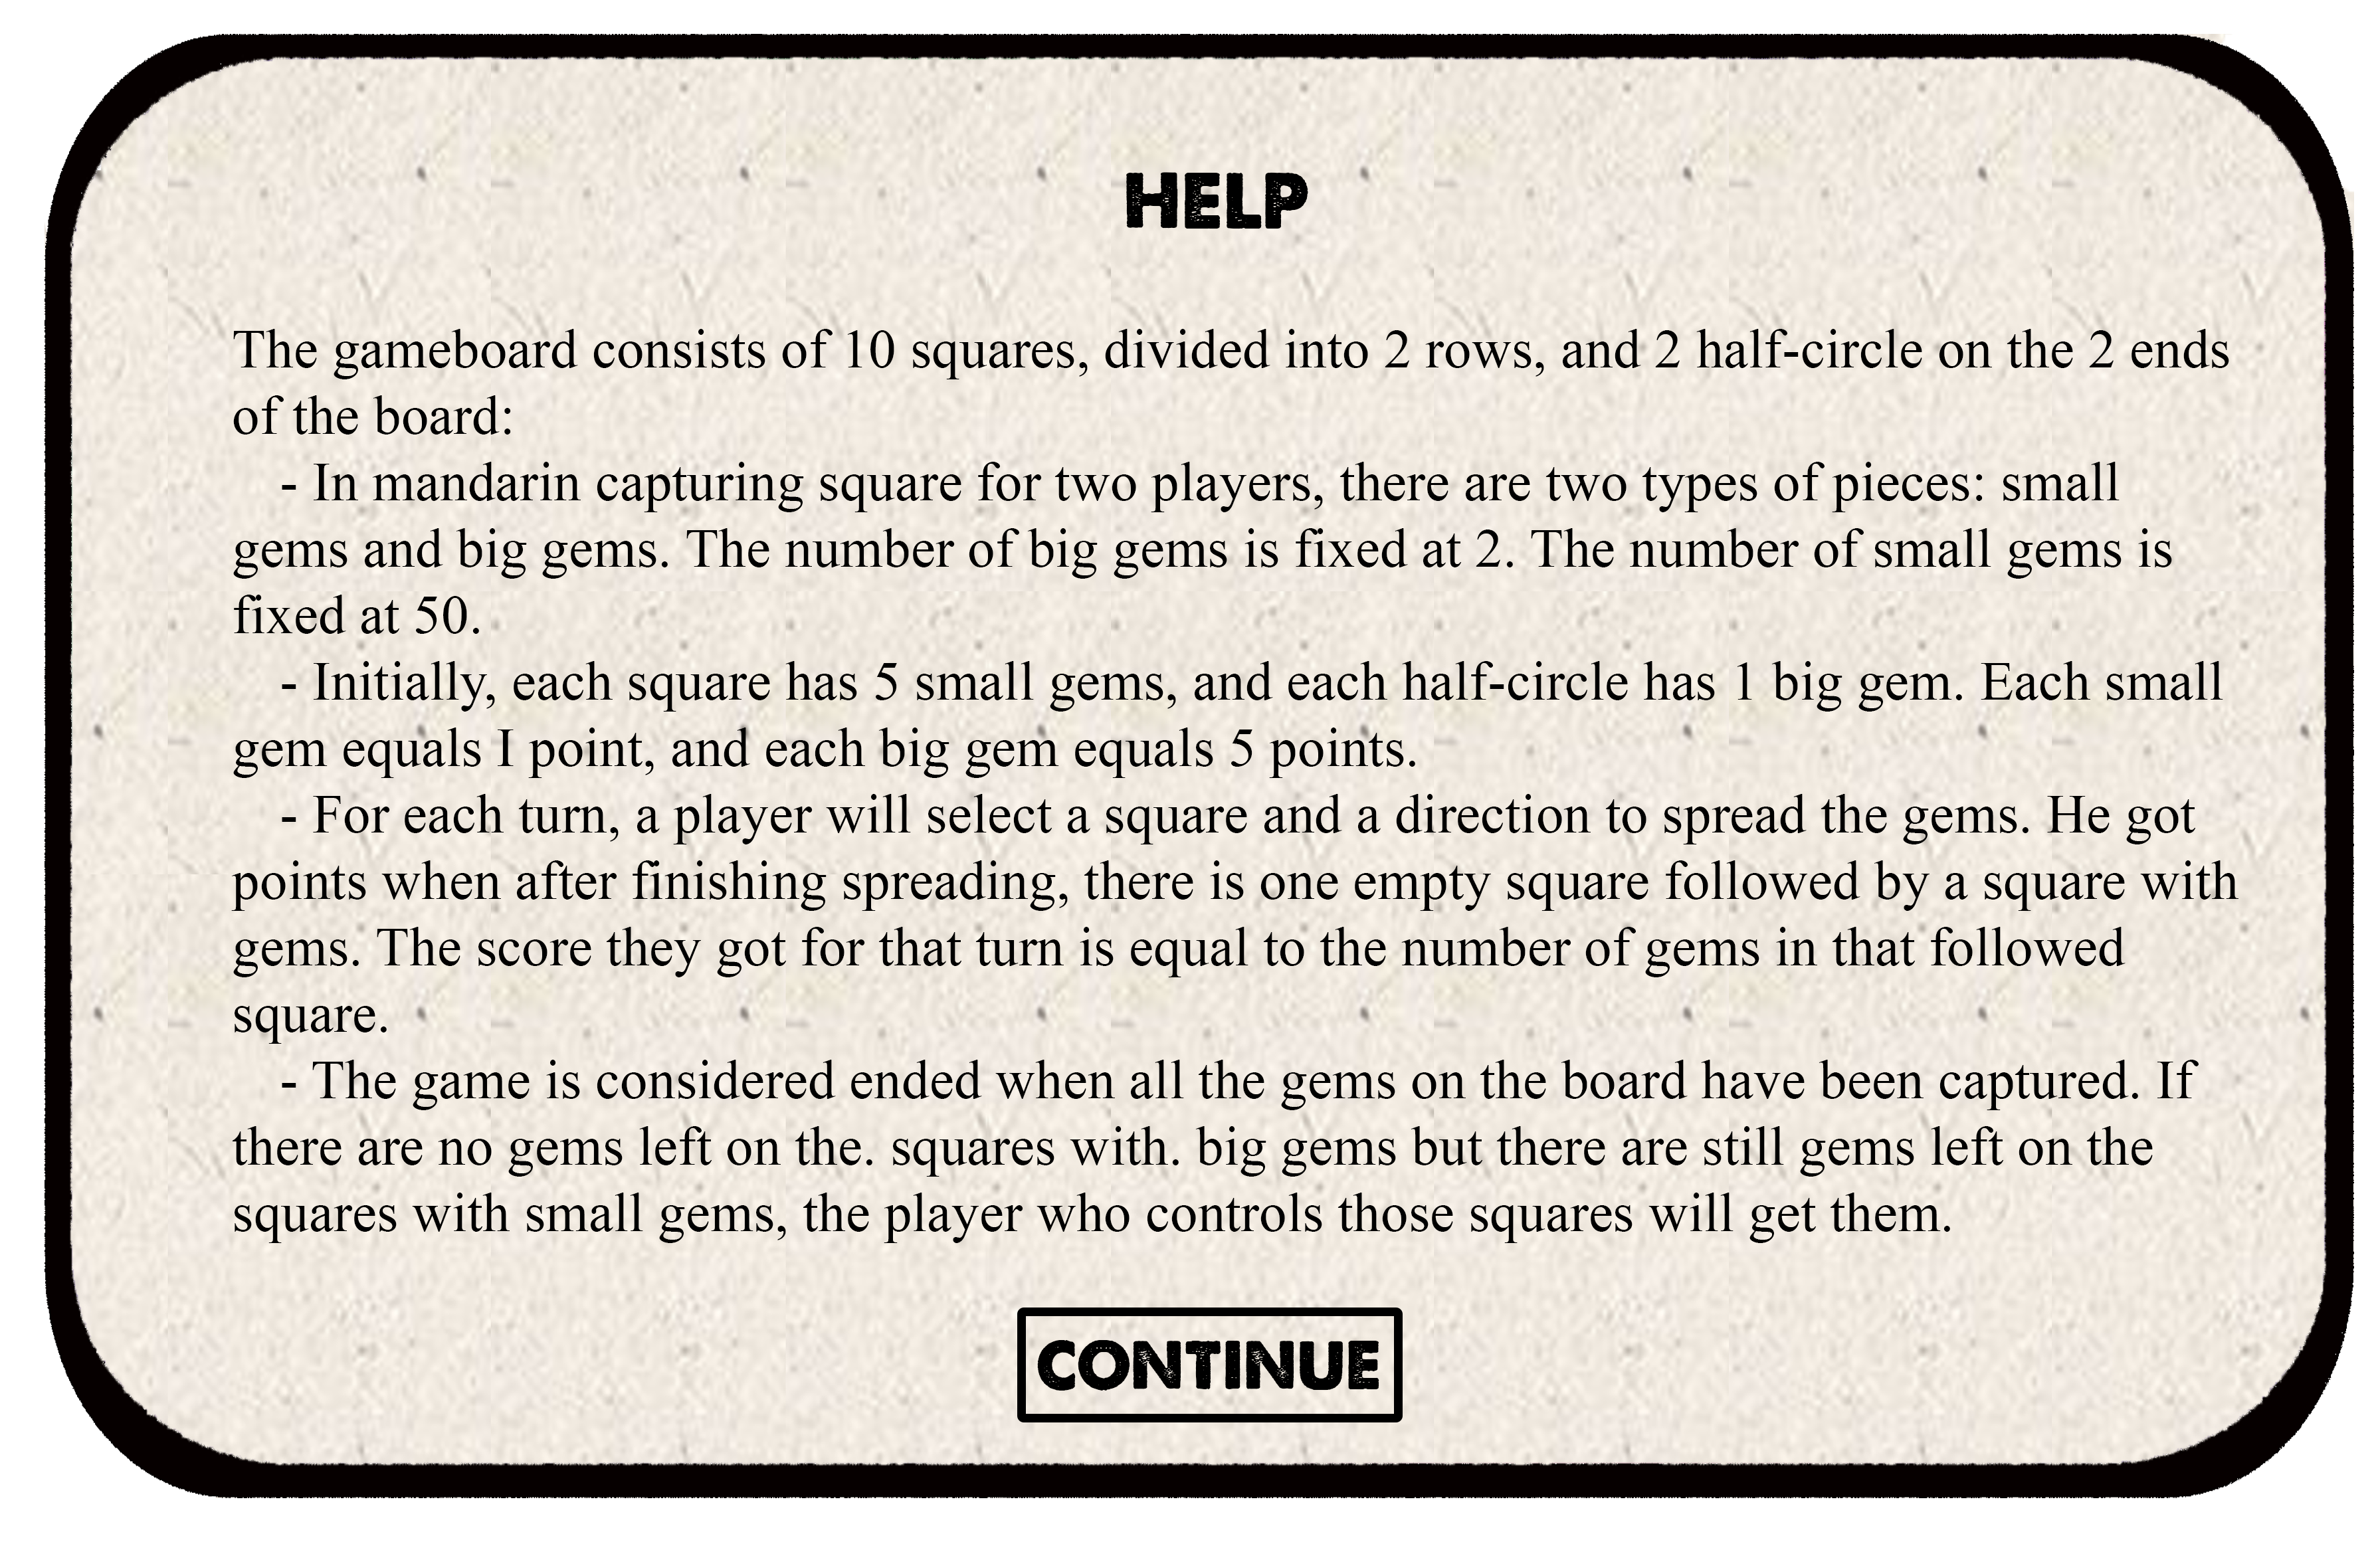 HELP
The gameboard consists of 10 squares, divided into 2 rows, and 2 half-circle on the 2 ends
of the board:
- In mandarin capturing square for two players, there are two types of pieces: small
gems and big gems. The number of big gems is fixed at 2. The number of small gems is
fixed at 50.
- Initially, each square has 5 small gems, and each half-circle has 1 big gem. Each small
gem equals I point, and each big gem equals 5 points.
- For each turn, a player will select a square and a direction to spread the gems. He got
points when after finishing spreading, there is one empty square followed by a square with
gems. The score they got for that turn is equal to the number of gems in that followed
square.
- The game is considered ended when all the gems on the board have been captured. If
there are no gems left on the. squares with. big gems but there are still gems left on the
squares with small gems, the player who controls those squares will get them.
CONTINUE